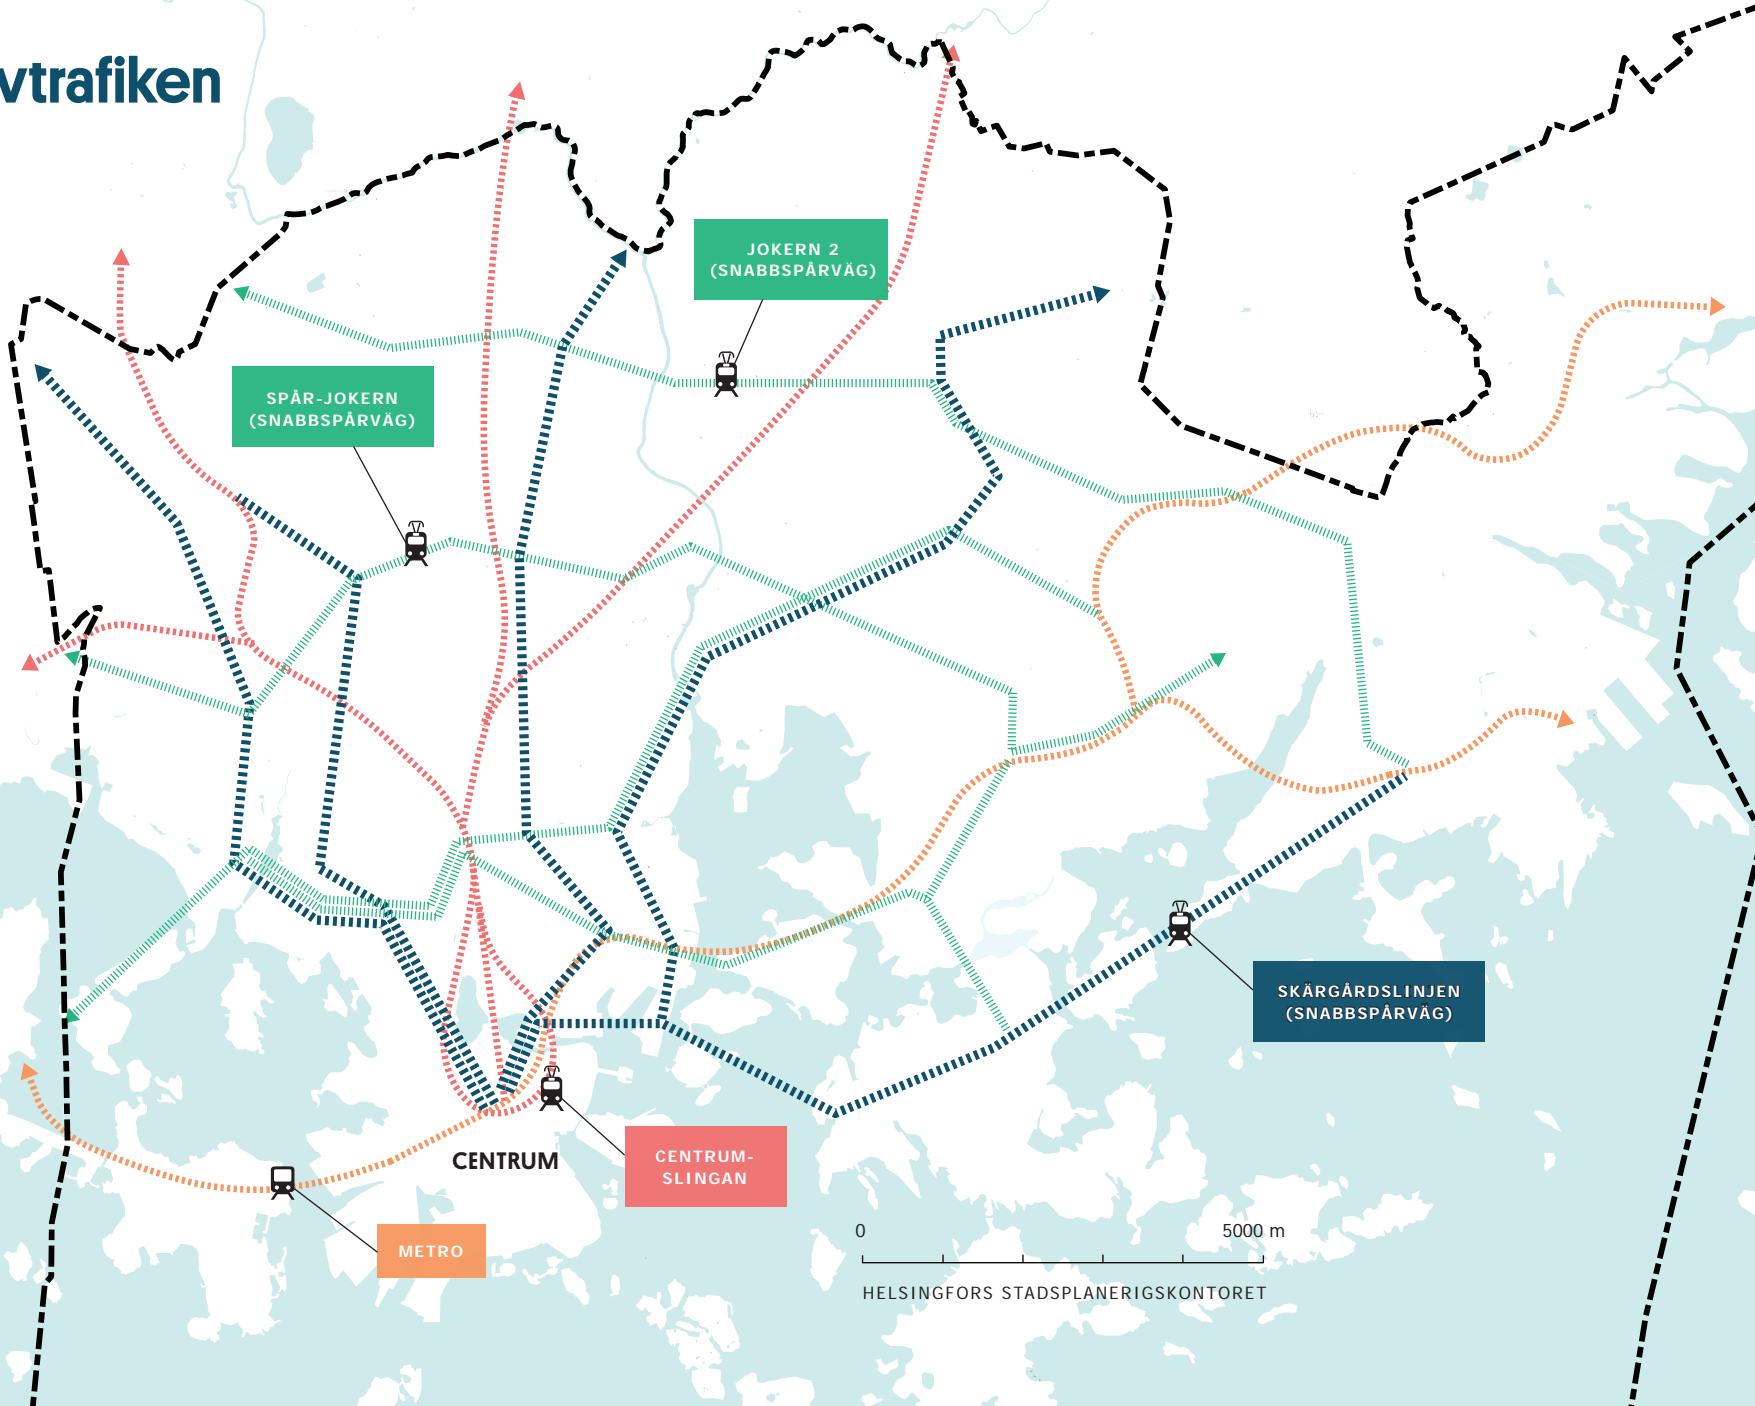 vtrafiken
JOKERN 2
(SNABBSPÅRVÄG)
SPÅR-JOKERN
(SNABBSPÅRVÄG)
SKÄRGÅRDSLINJEN
(SNABBSPÅRVÄG)
CENTRUM
CENTRUM-
SLINGAN
METRO
0 5000 m
HELSINGFORS STADSPLANERIGSKONTORET